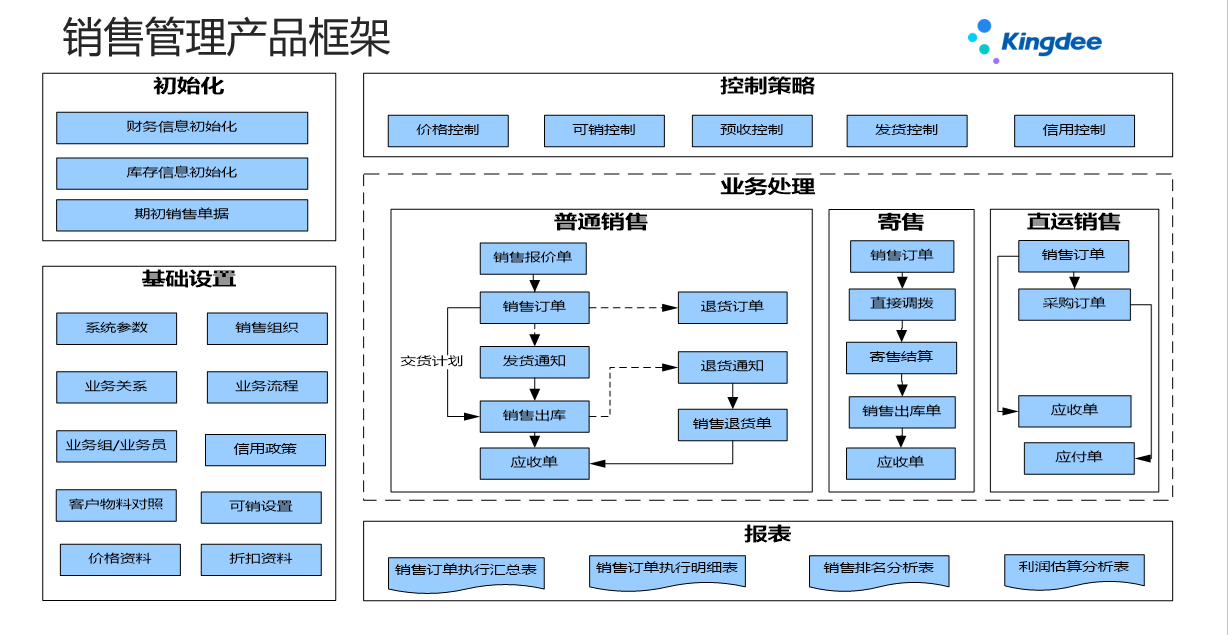 销售管理产品框架
Kingdee
初始化
财务信息初始化
库存信息初始化
期初销售单据
基础设置
系统参数
销售组织
业务关系
业务流程
业务组/业务员
信用政策
客户物料对照
可销设置
价格资料
折扣资料
控制策略
价格控制
可销控制
预收控制
发货控制
信用控制
业务处理
普通销售
销售报价单
销售订单
退货订单
交货计划
发货通知
退货通知
销售出库
销售退货单
应收单
寄售
销售订单
直接调拨
寄售结算
销售出库单
应收单
直运销售
销售订单
采购订单
应收单
应付单
报表
销售订单执行汇总表
销售订单执行明细表
销售排名分析表
利润估算分析表